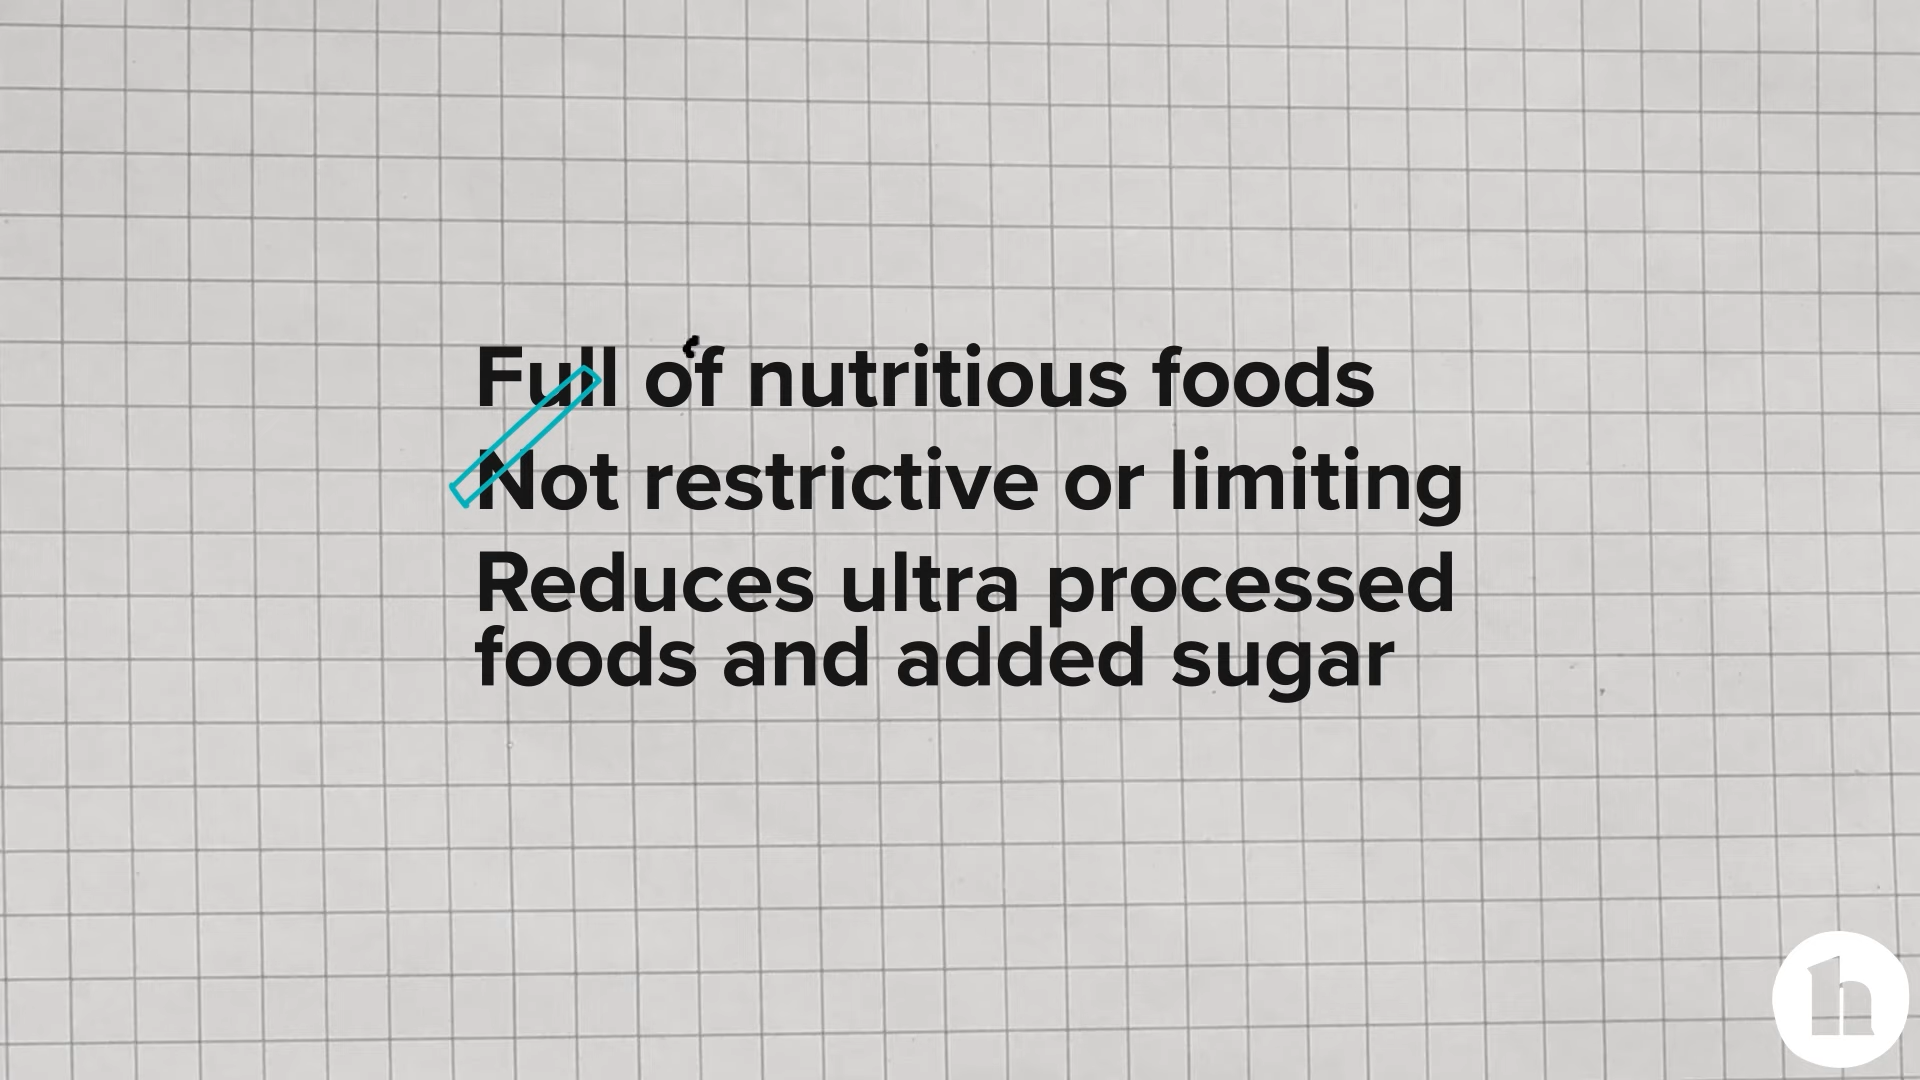 Full of nutritious foods
Not restrictive or limiting
Reduces ultra processed
foods and added sugar
h